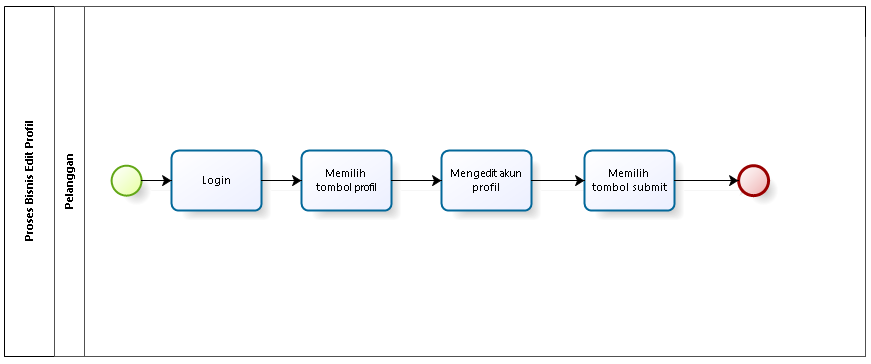 Proses Bisnis Edit Profil
Pelanggan
Login
Memilih
tombol profil
Mengedit akun
profil
Memilih
tombol submit